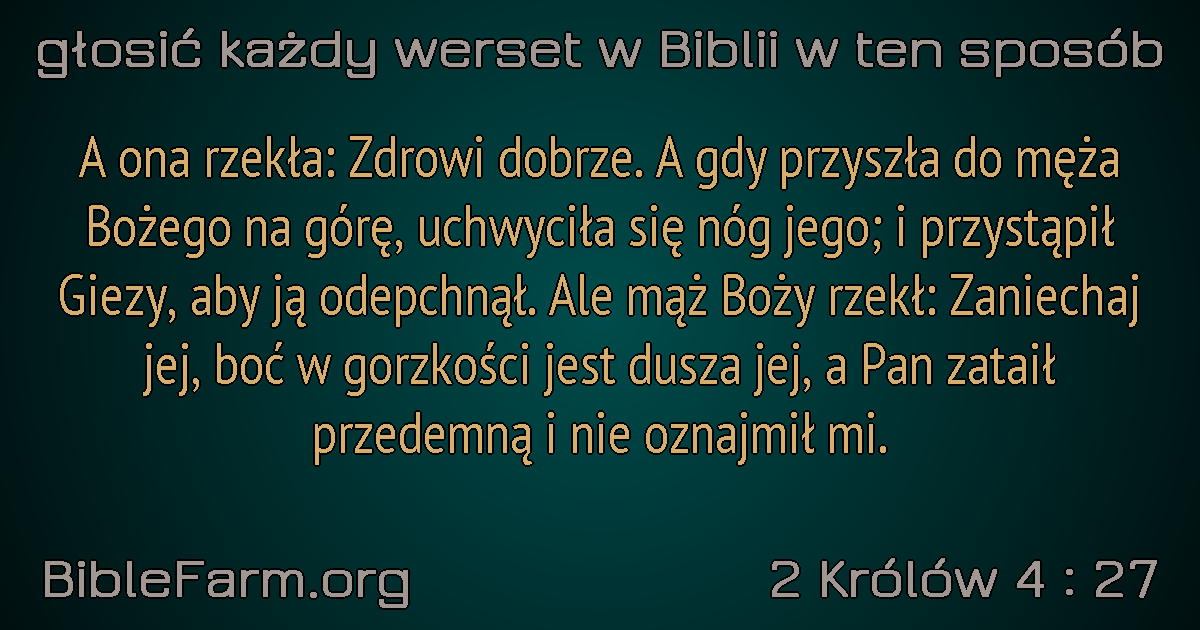 głosić każdy werset w Biblii w ten sposób
A ona rzekła: Zdrowi dobrze. A gdy przyszła do męża
Bożego na górę, uchwyciła się nóg jego; i przystąpił
Giezy, aby ją odepchnął. Ale mąż Boży rzekł: Zaniechaj
jej, boć w gorzkości jest dusza jej, a Pan zataił
przedemną i nie oznajmił mi.
BibleFarm.org
2 Królów 4 : 27